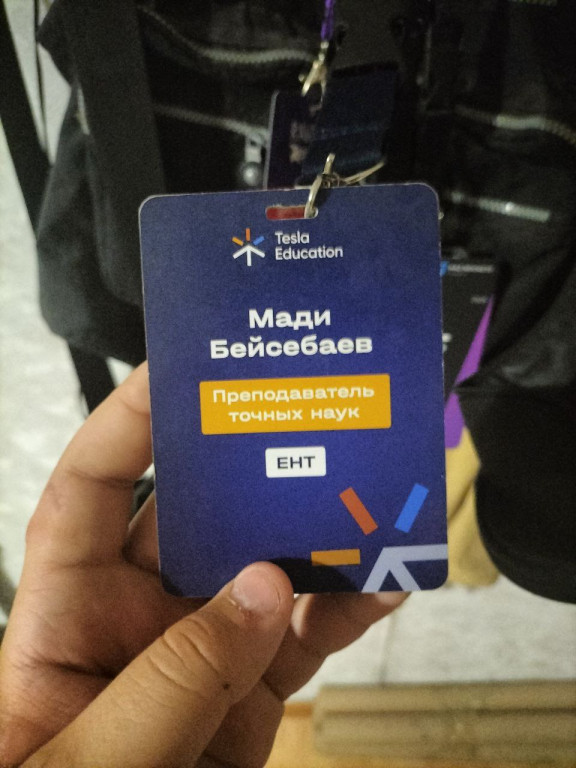 Tesla
Education
Мади
Бейсебаев
Преподаватель
точных наук
ЕНТ